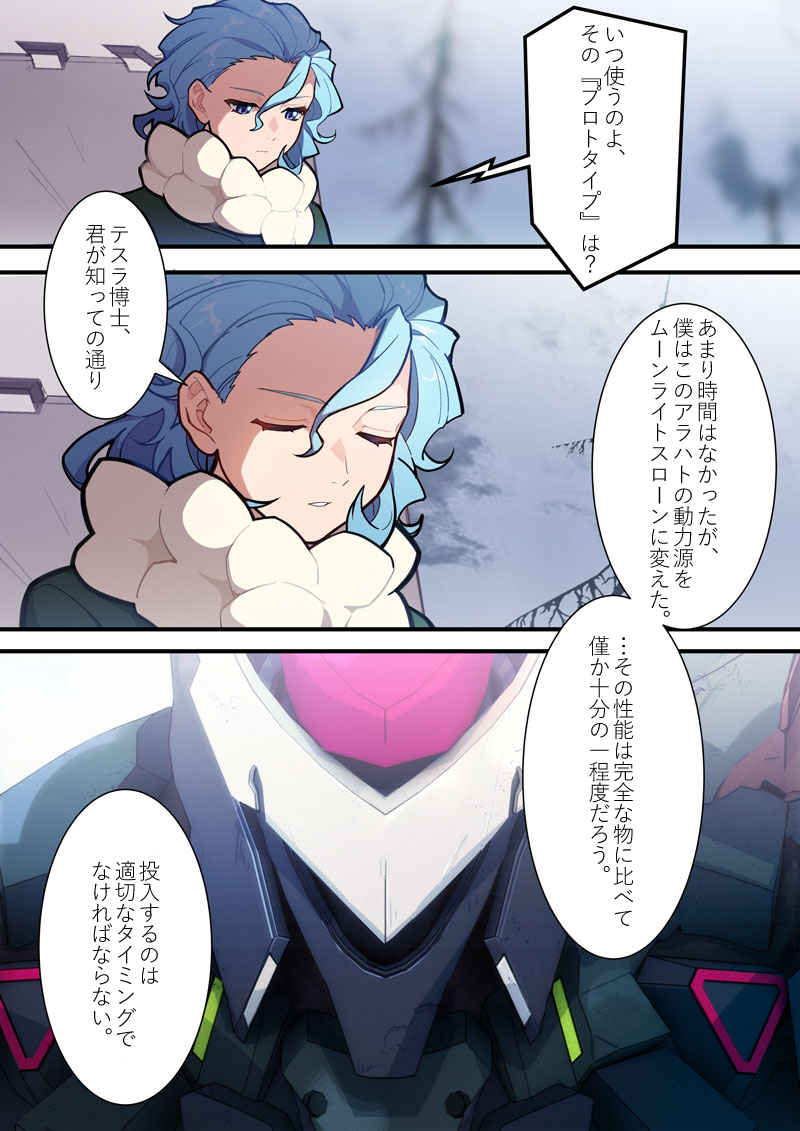 いつ使うのよ、
その『プロトタイプ』は?
テスラ博士、
君が知っての通り
あまり時間はなかったが、
僕はこのアラハトの動力源を
ムーンライトスローンに変えた。
…その性能は完全な物に比べて
僅か十分の一程度だろう。
投入するのは
適切なタイミングで
なければならない。